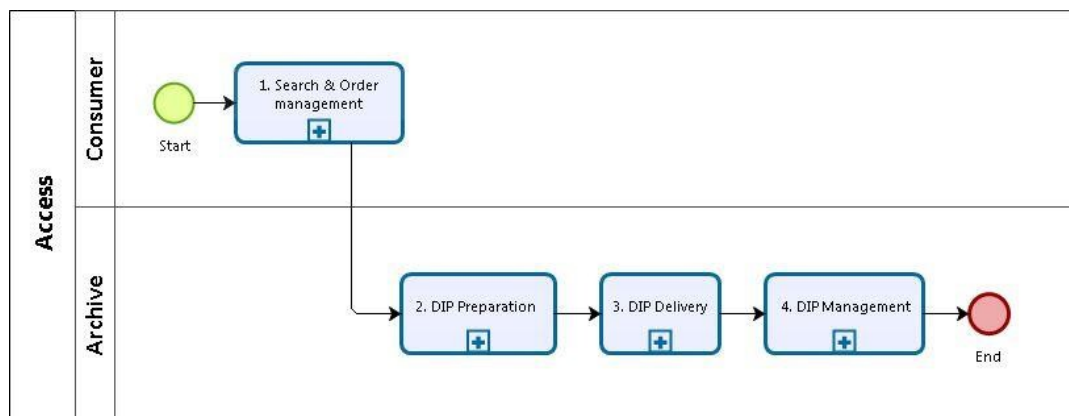 Access
Consumer
Start
1. Search & Order
management
Archive
2. DIP Preparation
3. DIP Delivery
4. DIP Management
End